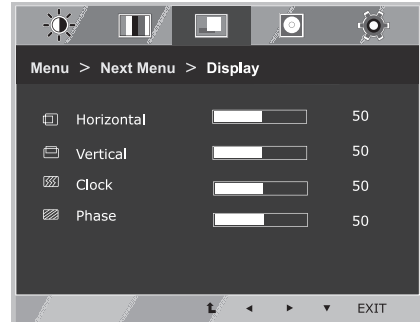 Menu > Next Menu > Display
Horizontal 50
Vertical 50
Clock 50
Phase 50
EXIT